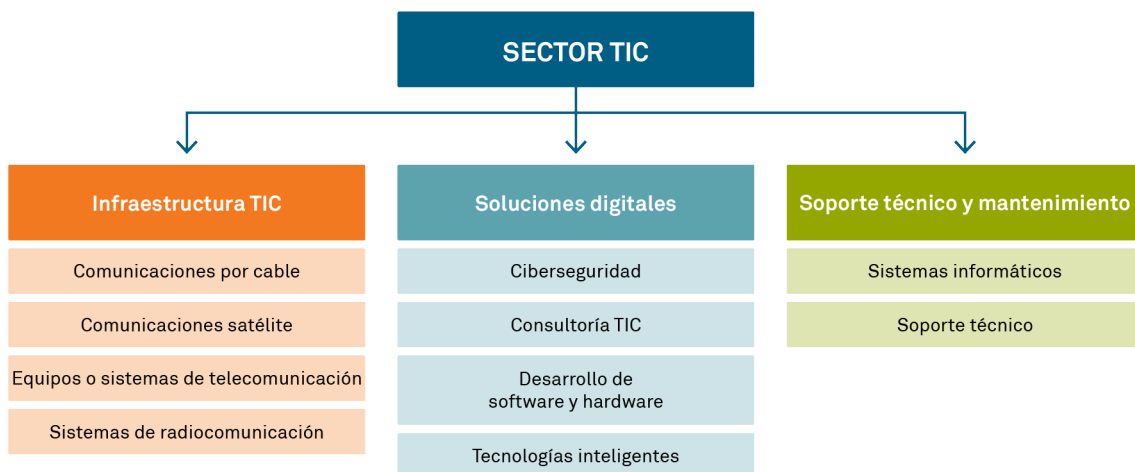 SECTOR TIC
Infraestructura TIC
Comunicaciones por cable
Comunicaciones satélite
Equipos o sistemas de telecomunicación
Sistemas de radiocomunicación
Soluciones digitales
Ciberseguridad
Consultoría TIC
Desarrollo de
software y hardware
Tecnologías inteligentes
Soporte técnico y mantenimiento
Sistemas informáticos
Soporte técnico